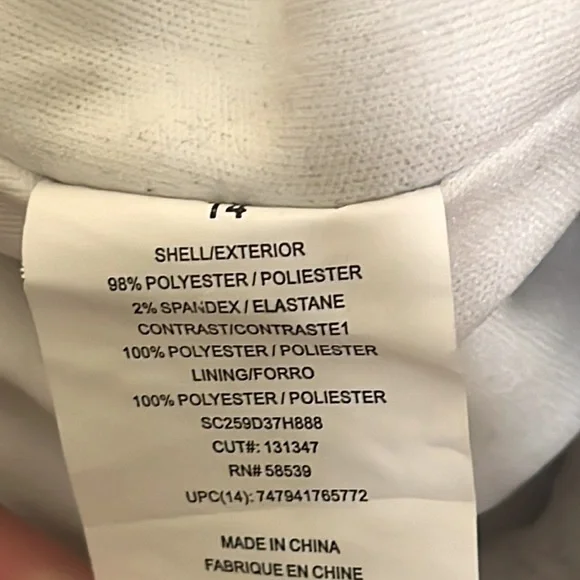 14
SHELL/EXTERIOR
98% POLYESTER / POLIESTER
2% SPANDEX / ELASTANE
CONTRAST/CONTRASTE1
100% POLYESTER / POLIESTER
LINING/FORRO
100% POLYESTER / POLIESTER
SC259D37H888
CUT#: 131347
RN# 58539
UPC(14): 747941765772
MADE IN CHINA
FABRIQUE EN CHINE